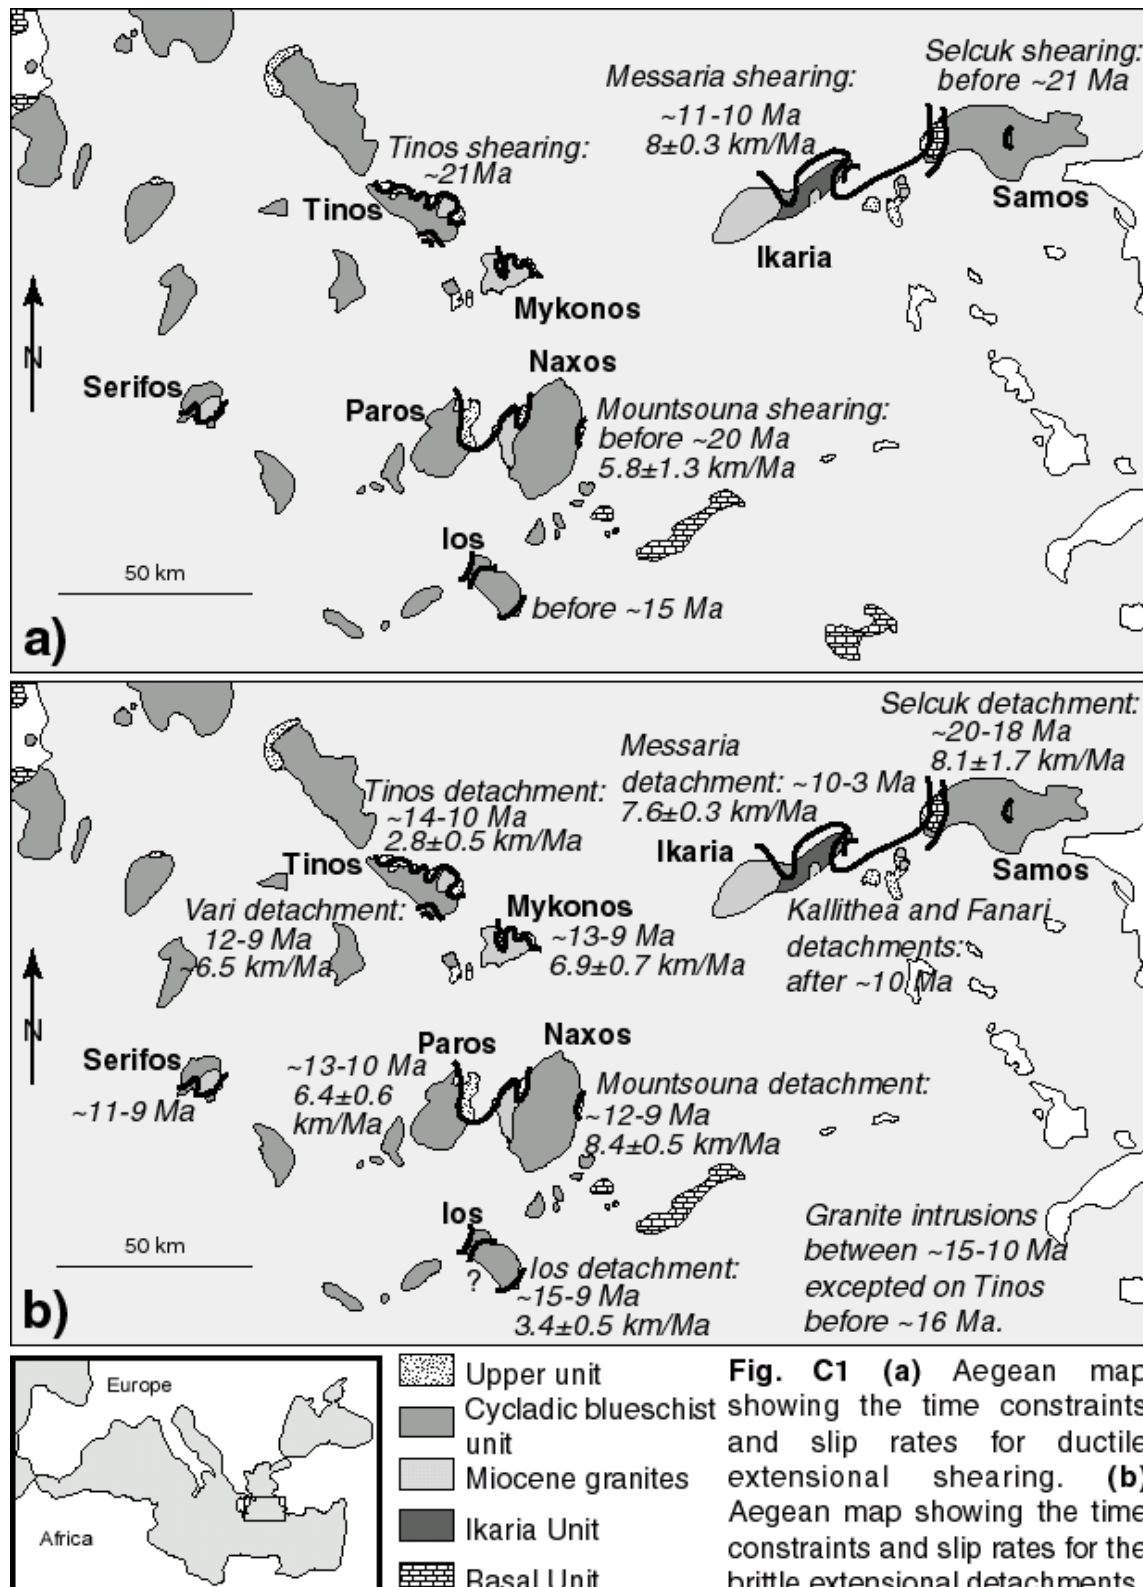 Selcuk shearing:
before ~21 Ma
Messaria shearing:
~11-10 Ma
8±0.3 km/Ma
Tinos shearing:
~21Ma
Tinos
Samos
Ikaria
Mykonos
N
Naxos
Serifos
Paros
Mountsouna shearing:
before ~20 Ma
5.8±1.3 km/Ma
Ios
50 km
before ~15 Ma
a)
Selcuk detachment:
~20-18 Ma
8.1±1.7 km/Ma
Messaria
detachment: ~10-3 Ma
7.6±0.3 km/Ma
Tinos detachment:
~14-10 Ma
2.8±0.5 km/Ma
Ikaria
Tinos
Samos
Vari detachment:
12-9 Ma
~6.5 km/Ma
Mykonos
~13-9 Ma
6.9±0.7 km/Ma
Kallithea and Fanari
detachments:
after ~10 Ma
N
Naxos
Paros
Serifos
~11-9 Ma
~13-10 Ma
6.4±0.6
km/Ma
Mountsouna detachment:
~12-9 Ma
8.4±0.5 km/Ma
Ios
50 km
?
Ios detachment:
~15-9 Ma
3.4±0.5 km/Ma
Granite intrusions
between ~15-10 Ma
excepted on Tinos
before ~16 Ma.
b)
Europe
Africa
Upper unit
Cycladic blueschist
unit
Miocene granites
Ikaria Unit
Basal Unit
Fig. C1 (a) Aegean map
showing the time constraints
and slip rates for ductile
extensional shearing. (b)
Aegean map showing the time
constraints and slip rates for the
brittle extensional detachments